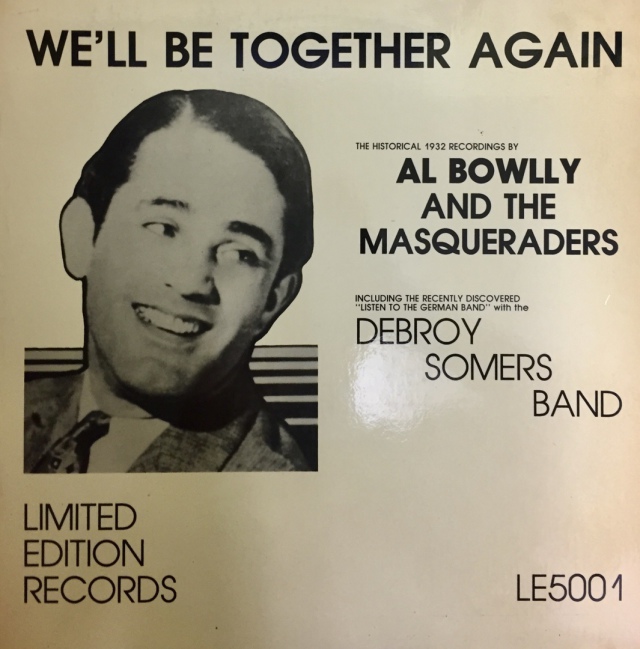 WE'LL BE TOGETHER AGAIN
THE HISTORICAL 1932 RECORDINGS BY
AL BOWLLY
AND THE
MASQUERADERS
INCLUDING THE RECENTLY DISCOVERED
"LISTEN TO THE GERMAN BAND" with the
DEBROY
SOMERS
BAND
LIMITED
EDITION
RECORDS
LE5001